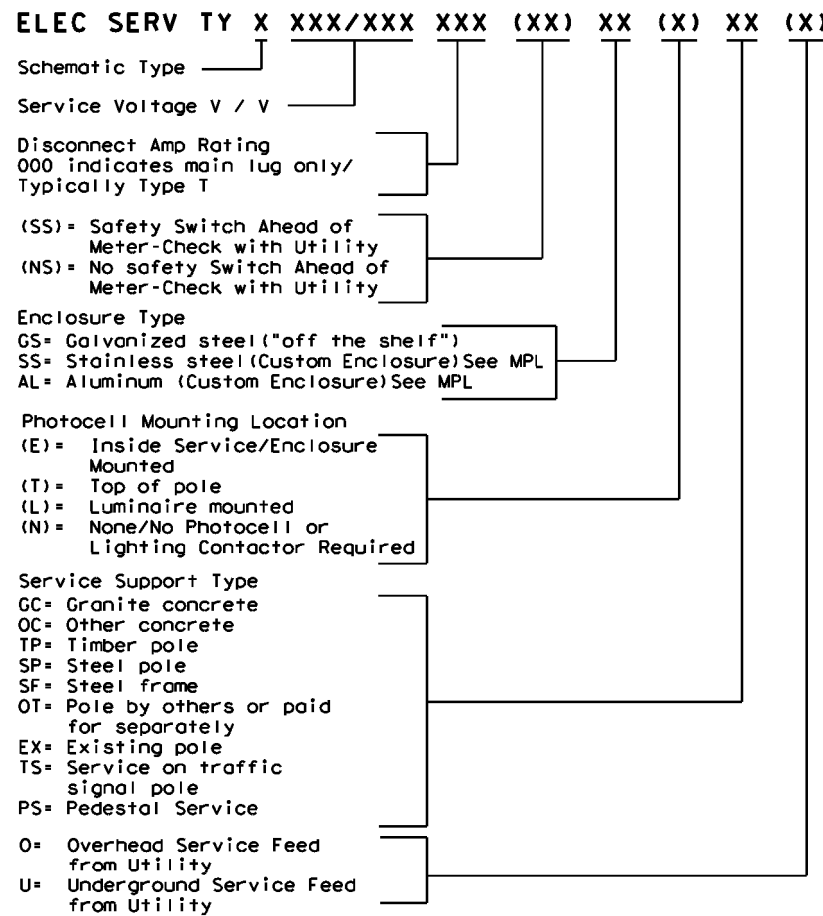 ELEC SERV TY X XXX/XXX XXX (XX) XX (X) XX (X)
Schematic Type
Service Voltage V / V
Disconnect Amp Rating
000 indicates main lug only/
Typically Type T
(SS)= Safety Switch Ahead of
Meter-Check with Utility
(NS)= No safety Switch Ahead of
Meter-Check with Utility
Enclosure Type
GS= Galvanized steel("off the shelf")
SS= Stainless steel(Custom Enclosure)See MPL
AL= Aluminum (Custom Enclosure)See MPL
Photocell Mounting Location
(E)= Inside Service/Enclosure
Mounted
(T)= Top of pole
(L)= Luminaire mounted
(N)= None/No Photocell or
Lighting Contactor Required
Service Support Type
GC= Granite concrete
OC= Other concrete
TP= Timber pole
SP= Steel pole
SF= Steel frame
OT= Pole by others or paid
for separately
EX= Existing pole
TS= Service on traffic
signal pole
PS= Pedestal Service
O= Overhead Service Feed
from Utility
U= Underground Service Feed
from Utility